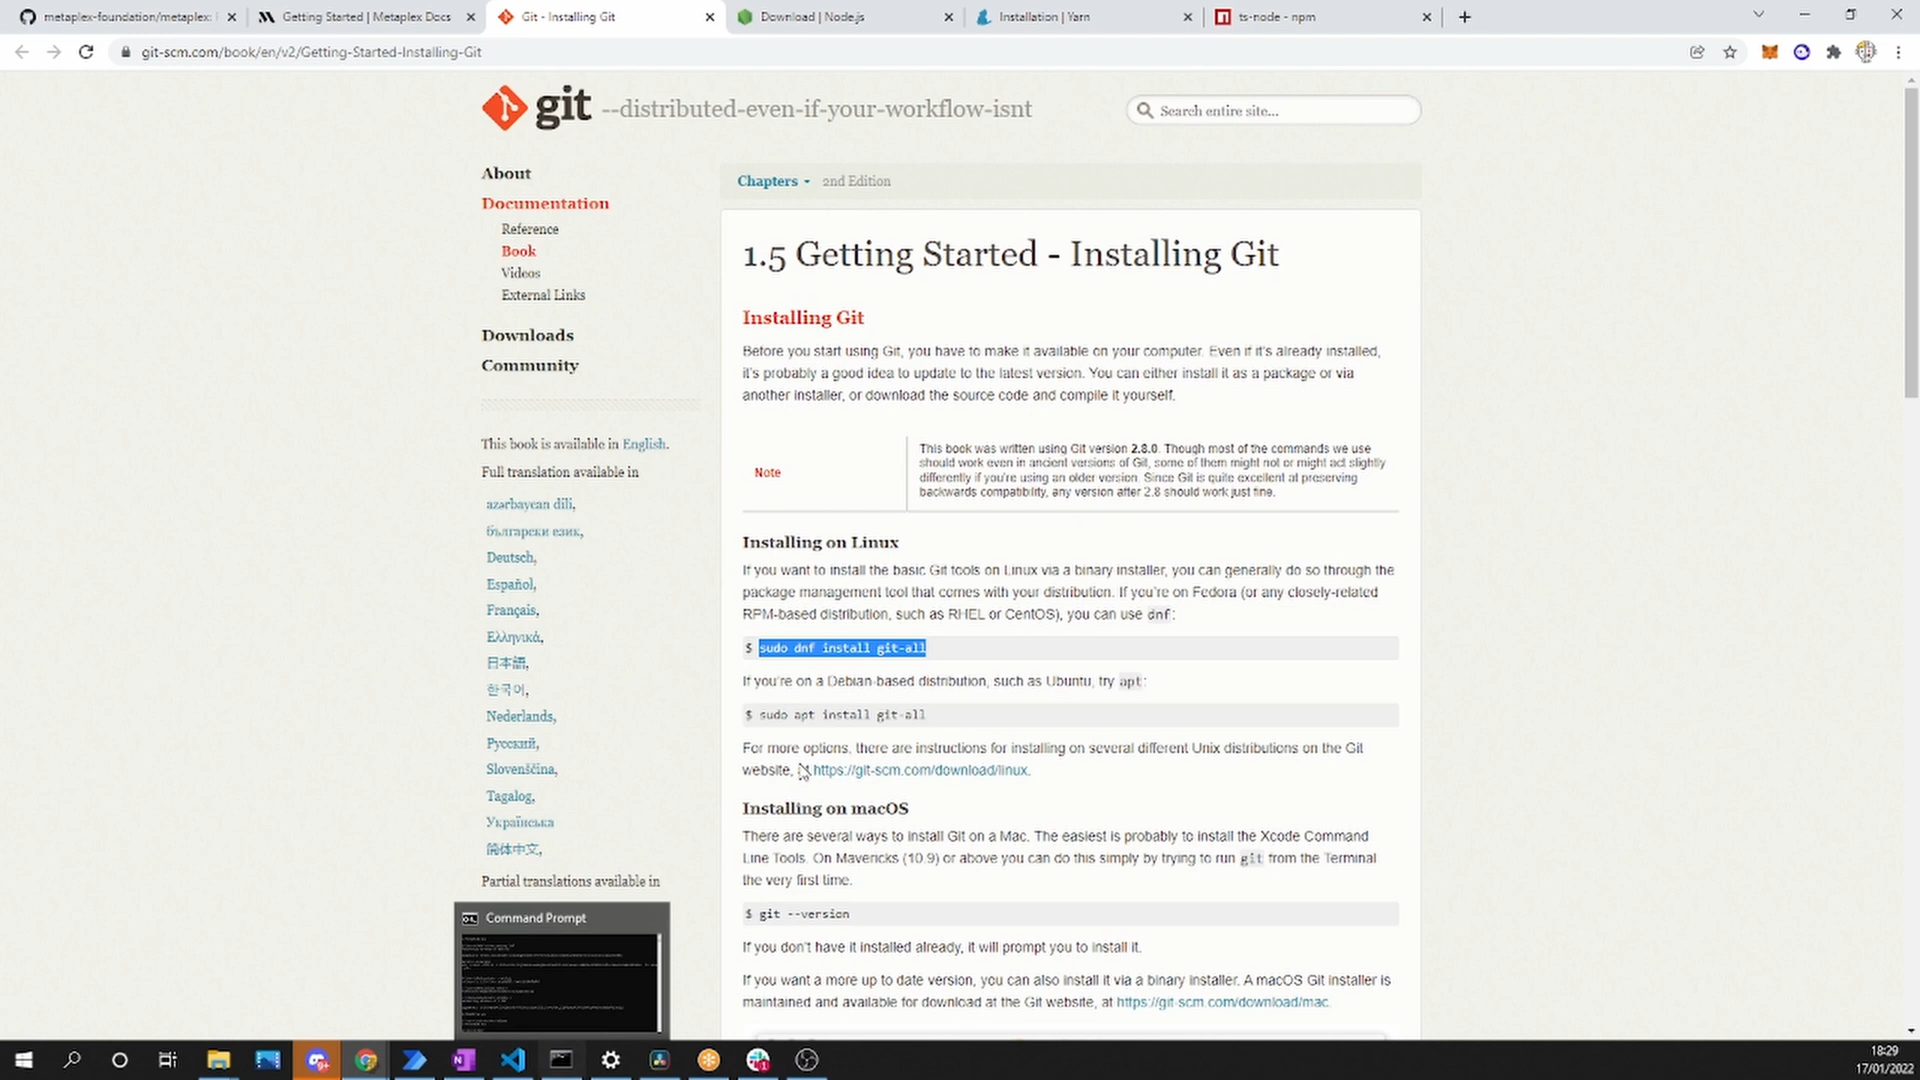 metaplex-foundation/metaplex:
Getting Started | Metaplex Docs
Git - Installing Git
Download | Node.js
Installation | Yarn
ts-node - npm
git-scm.com/book/en/v2/Getting-Started-Installing-Git
git --distributed-even-if-your-workflow-isnt
Search entire site...
About
Documentation
Reference
Book
Videos
External Links
Downloads
Community
This book is available in English.
Full translation available in
azərbaycan dili,
български език,
Deutsch,
Español,
Français,
Ελληνικά,
日本語,
한국어,
Nederlands,
Русский,
Slovenščina,
Tagalog,
Українська
简体中文,
Partial translations available in
Chapters 2nd Edition
1.5 Getting Started - Installing Git
Installing Git
Before you start using Git, you have to make it available on your computer. Even if it's already installed,
it's probably a good idea to update to the latest version. You can either install it as a package or via
another installer, or download the source code and compile it yourself.
Note
This book was written using Git version 2.8.0. Though most of the commands we use
should work even in ancient versions of Git, some of them might not or might act slightly
differently if you're using an older version. Since Git is quite excellent at preserving
backwards compatibility, any version after 2.8 should work just fine.
Installing on Linux
If you want to install the basic Git tools on Linux via a binary installer, you can generally do so through the
package management tool that comes with your distribution. If you're on Fedora (or any closely-related
RPM-based distribution, such as RHEL or CentOS), you can use dnf:
$ sudo dnf install git-all
If you're on a Debian-based distribution, such as Ubuntu, try apt:
$ sudo apt install git-all
For more options, there are instructions for installing on several different Unix distributions on the Git
website, https://git-scm.com/download/linux.
Installing on macOS
There are several ways to install Git on a Mac. The easiest is probably to install the Xcode Command
Line Tools. On Mavericks (10.9) or above you can do this simply by trying to run git from the Terminal
the very first time.
$ git --version
If you don't have it installed already, it will prompt you to install it.
If you want a more up to date version, you can also install it via a binary installer. A macOS Git installer is
maintained and available for download at the Git website, at https://git-scm.com/download/mac.
Command Prompt
18:29
17/01/2022